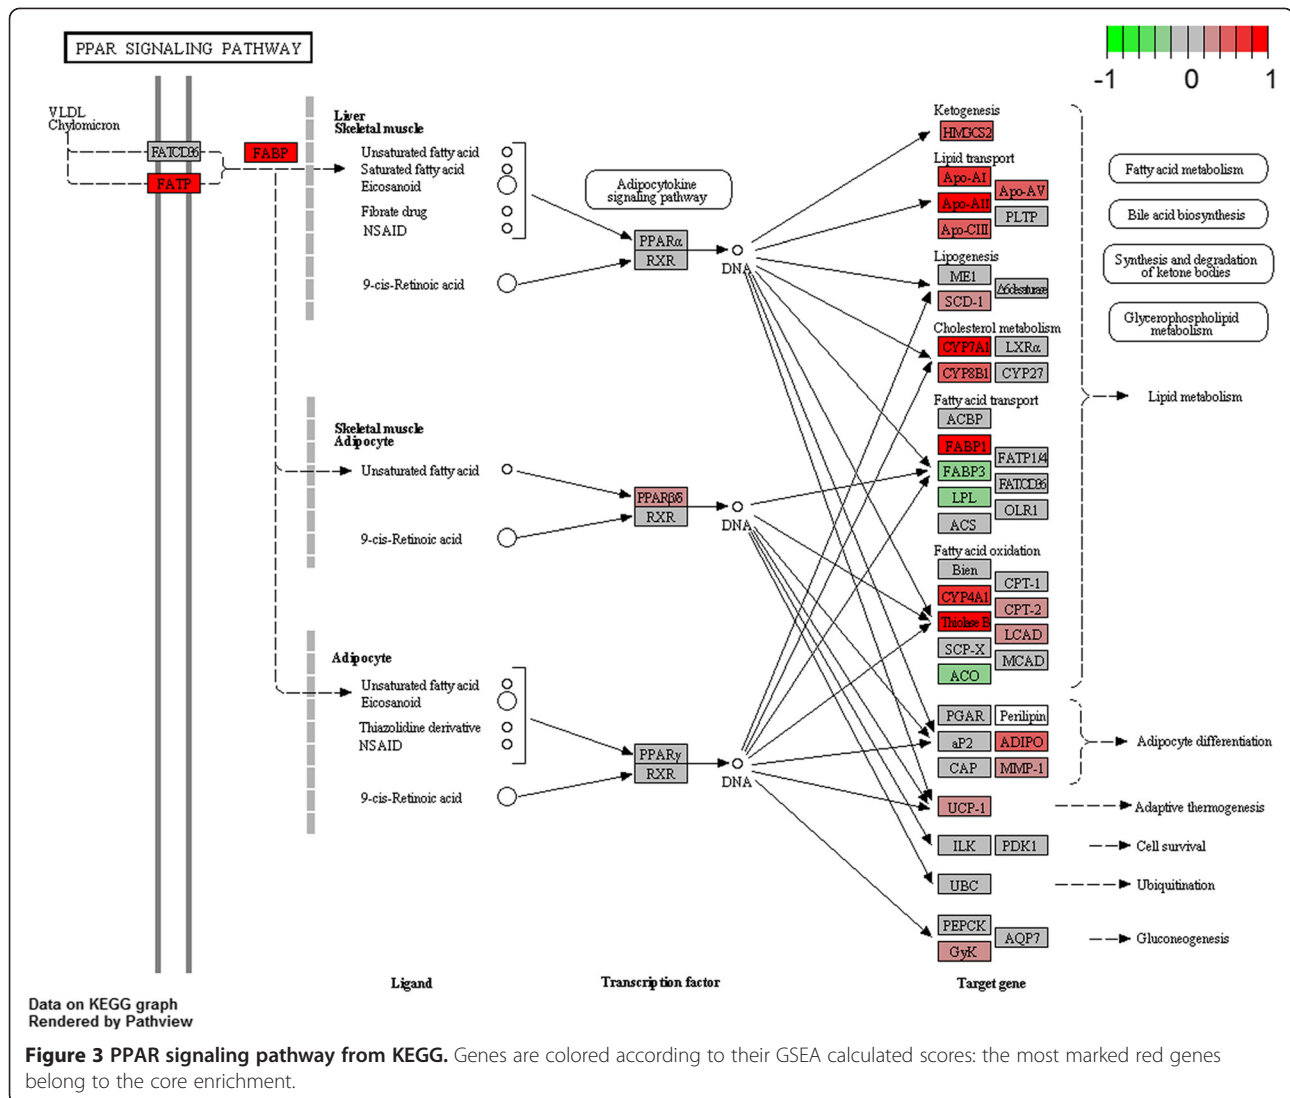 PPAR SIGNALING PATHWAY
-1 0 1
VLDL
Chylomicron
FATCD36
FATP
FABP
Liver
Skeletal muscle
Unsaturated fatty acid
Saturated fatty acid
Eicosanoid
Fibrate drug
NSAID
9-cis-Retinoic acid
Adipocytokine
signaling pathway
PPARα
RXR
DNA
Skeletal muscle
Adipocyte
Unsaturated fatty acid
9-cis-Retinoic acid
PPARβ/δ
RXR
DNA
Adipocyte
Unsaturated fatty acid
Eicosanoid
Thiazolidine derivative
NSAID
9-cis-Retinoic acid
PPARγ
RXR
DNA
Ketogenesis
HMGCS2
Lipid transport
Apo-AI
Apo-AV
Apo-AII
PLTP
Apo-CIII
Lipogenesis
ME1
Δ6desaturase
SCD-1
Cholesterol metabolism
CYP7A1
LXRα
CYP8B1
CYP27
Fatty acid transport
ACBP
FABP1
FATP1/4
FABP3
FATCD36
LPL
OLR1
ACS
Fatty acid oxidation
Bien
CPT-1
CYP4A1
CPT-2
Thiolase B
LCAD
SCP-X
MCAD
ACO
PGAR
Perilipin
aP2
ADIPO
CAP
MMP-1
UCP-1
ILK
PDK1
UBC
PEPCK
AQP7
GyK
Fatty acid metabolism
Bile acid biosynthesis
Synthesis and degradation
of ketone bodies
Glycerophospholipid
metabolism
Lipid metabolism
Adipocyte differentiation
Adaptive thermogenesis
Cell survival
Ubiquitination
Gluconeogenesis
Ligand
Transcription factor
Target gene
Data on KEGG graph
Rendered by Pathview
Figure 3 PPAR signaling pathway from KEGG. Genes are colored according to their GSEA calculated scores: the most marked red genes
belong to the core enrichment.